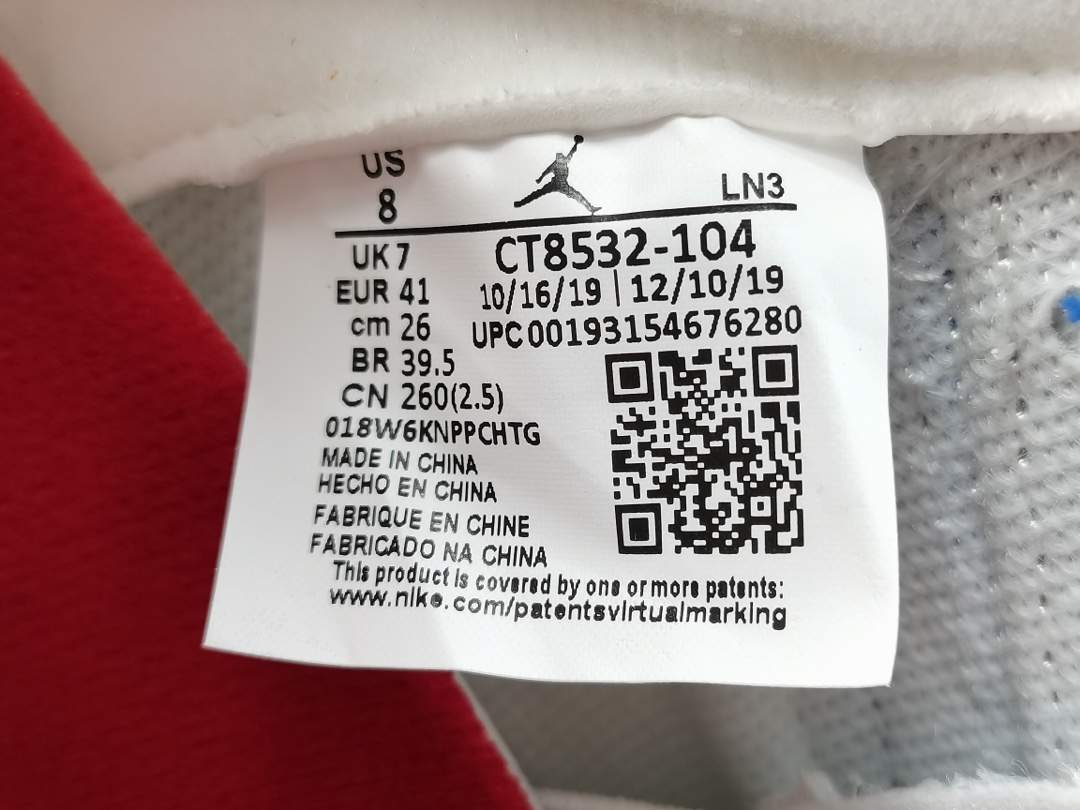 US
8
LN3
UK 7
CT8532-104
EUR 41
10/16/19 | 12/10/19
cm 26
UPC00193154676280
BR 39.5
CN 260(2.5)
018W6KNPPCHTG
MADE IN CHINA
HECHO EN CHINA
FABRIQUE EN CHINE
FABRICADO NA CHINA
This product is covered by one or more patents:
www.nike.com/patentsvirtualmarking